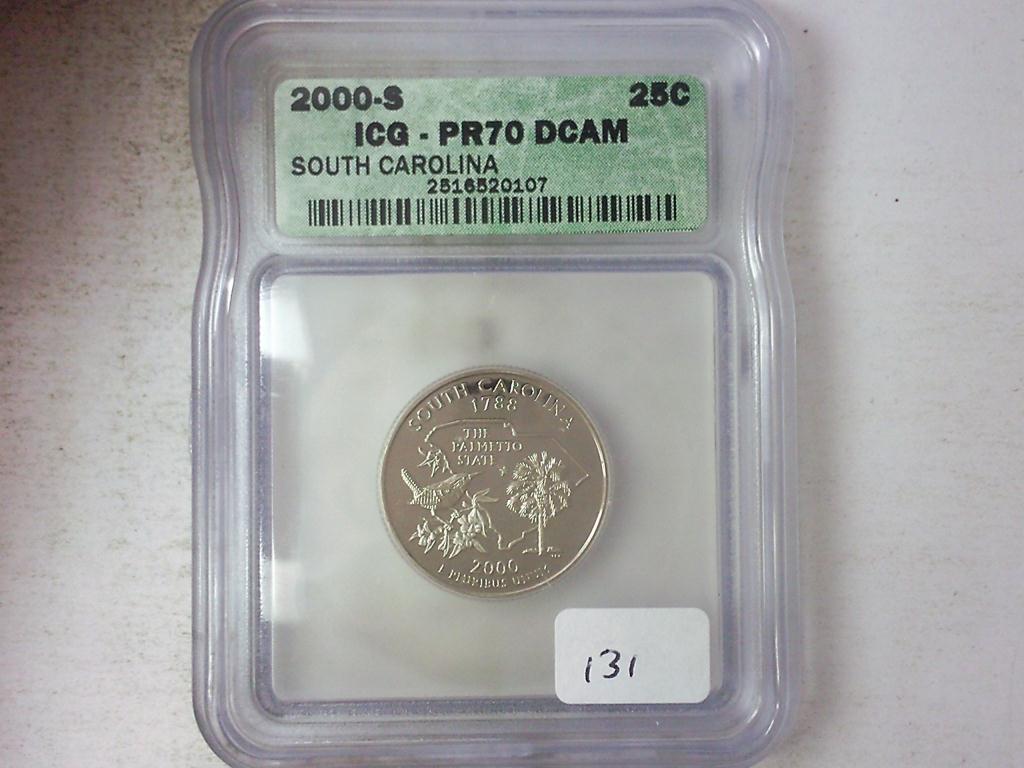 2000-S 25C
ICG - PR70 DCAM
SOUTH CAROLINA
2516520107
SOUTH CAROLINA
1788
THE
PALMETTO
STATE
2000
E PLURIBUS UNUM
131